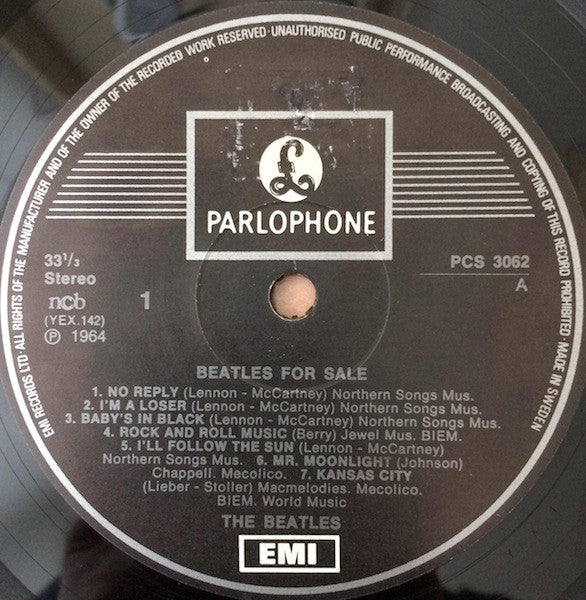 EMI RECORDS LTD · ALL RIGHTS OF THE MANUFACTURER AND OF THE OWNER OF THE RECORDED WORK RESERVED · UNAUTHORISED PUBLIC PERFORMANCE BROADCASTING AND COPYING OF THIS RECORD PROHIBITED · MADE IN SWEDEN
£
PARLOPHONE
33¹/₃
Stereo
ncb
(YEX.142)
℗ 1964
1
PCS 3062
A
BEATLES FOR SALE
1. NO REPLY (Lennon - McCartney) Northern Songs Mus.
2. I'M A LOSER (Lennon - McCartney) Northern Songs Mus.
3. BABY'S IN BLACK (Lennon - McCartney) Northern Songs Mus.
4. ROCK AND ROLL MUSIC (Berry) Jewel Mus. BIEM.
5. I'LL FOLLOW THE SUN (Lennon - McCartney)
Northern Songs Mus. 6. MR. MOONLIGHT (Johnson)
Chappell. Mecolico. 7. KANSAS CITY
(Lieber - Stoller) Macmelodies. Mecolico.
BIEM. World Music
THE BEATLES
EMI